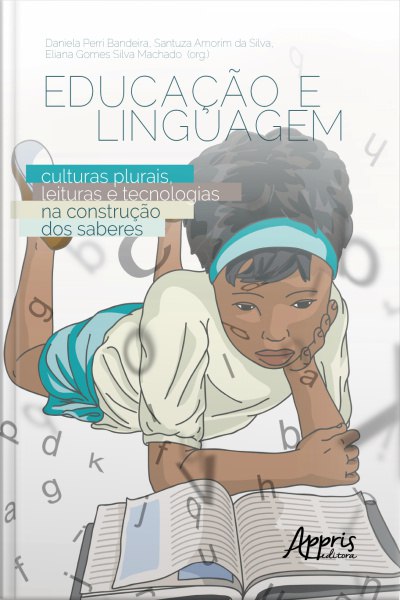 Daniela Perri Bandeira, Santuza Amorim da Silva,
Eliana Gomes Silva Machado (org.)
EDUCAÇÃO E
LINGUAGEM
culturas plurais,
leituras e tecnologias
na construção
dos saberes
Appris
editora